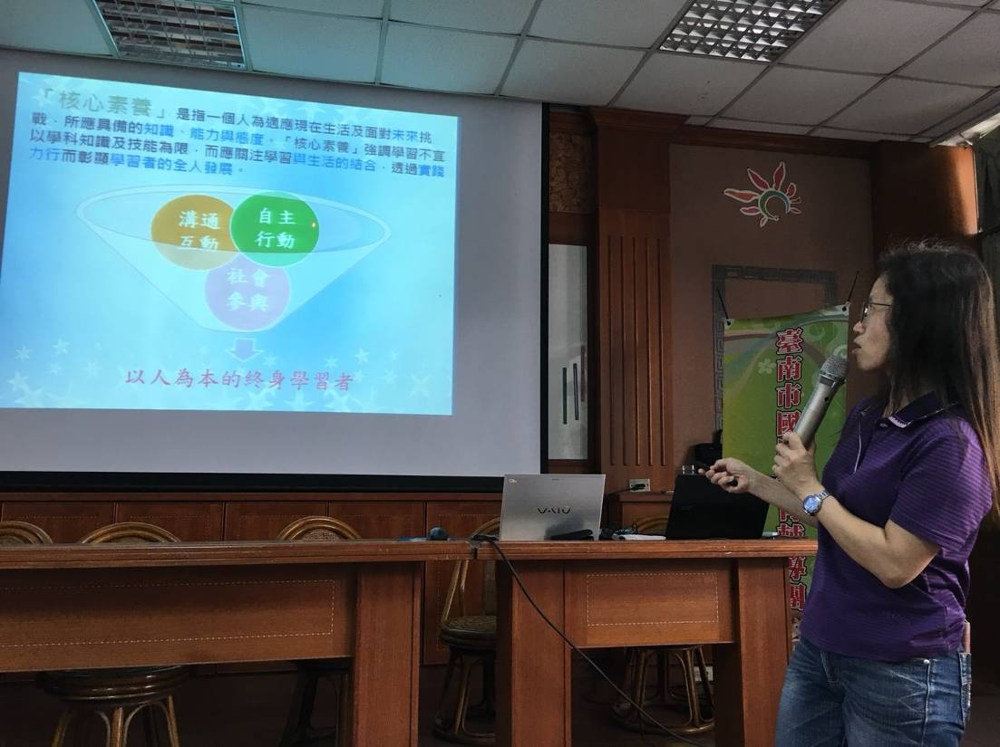 「核心素養」是指一個人為適應現在生活及面對未來挑
戰，所應具備的知識、能力與態度。「核心素養」強調學習不宜
以學科知識及技能為限，而應關注學習與生活的結合，透過實踐
力行而彰顯學習者的全人發展。
溝通
互動
自主
行動
社會
參與
以人為本的終身學習者
VAIO
臺南市國
輔導團